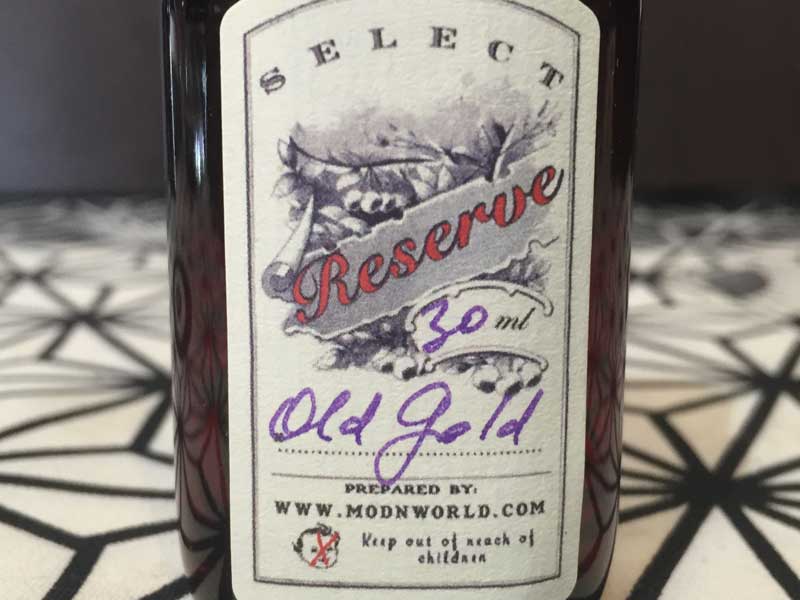 SELECT
Reserve
30 ml
Old Gold
PREPARED BY:
WWW.MODNWORLD.COM
Keep out of reach of
children